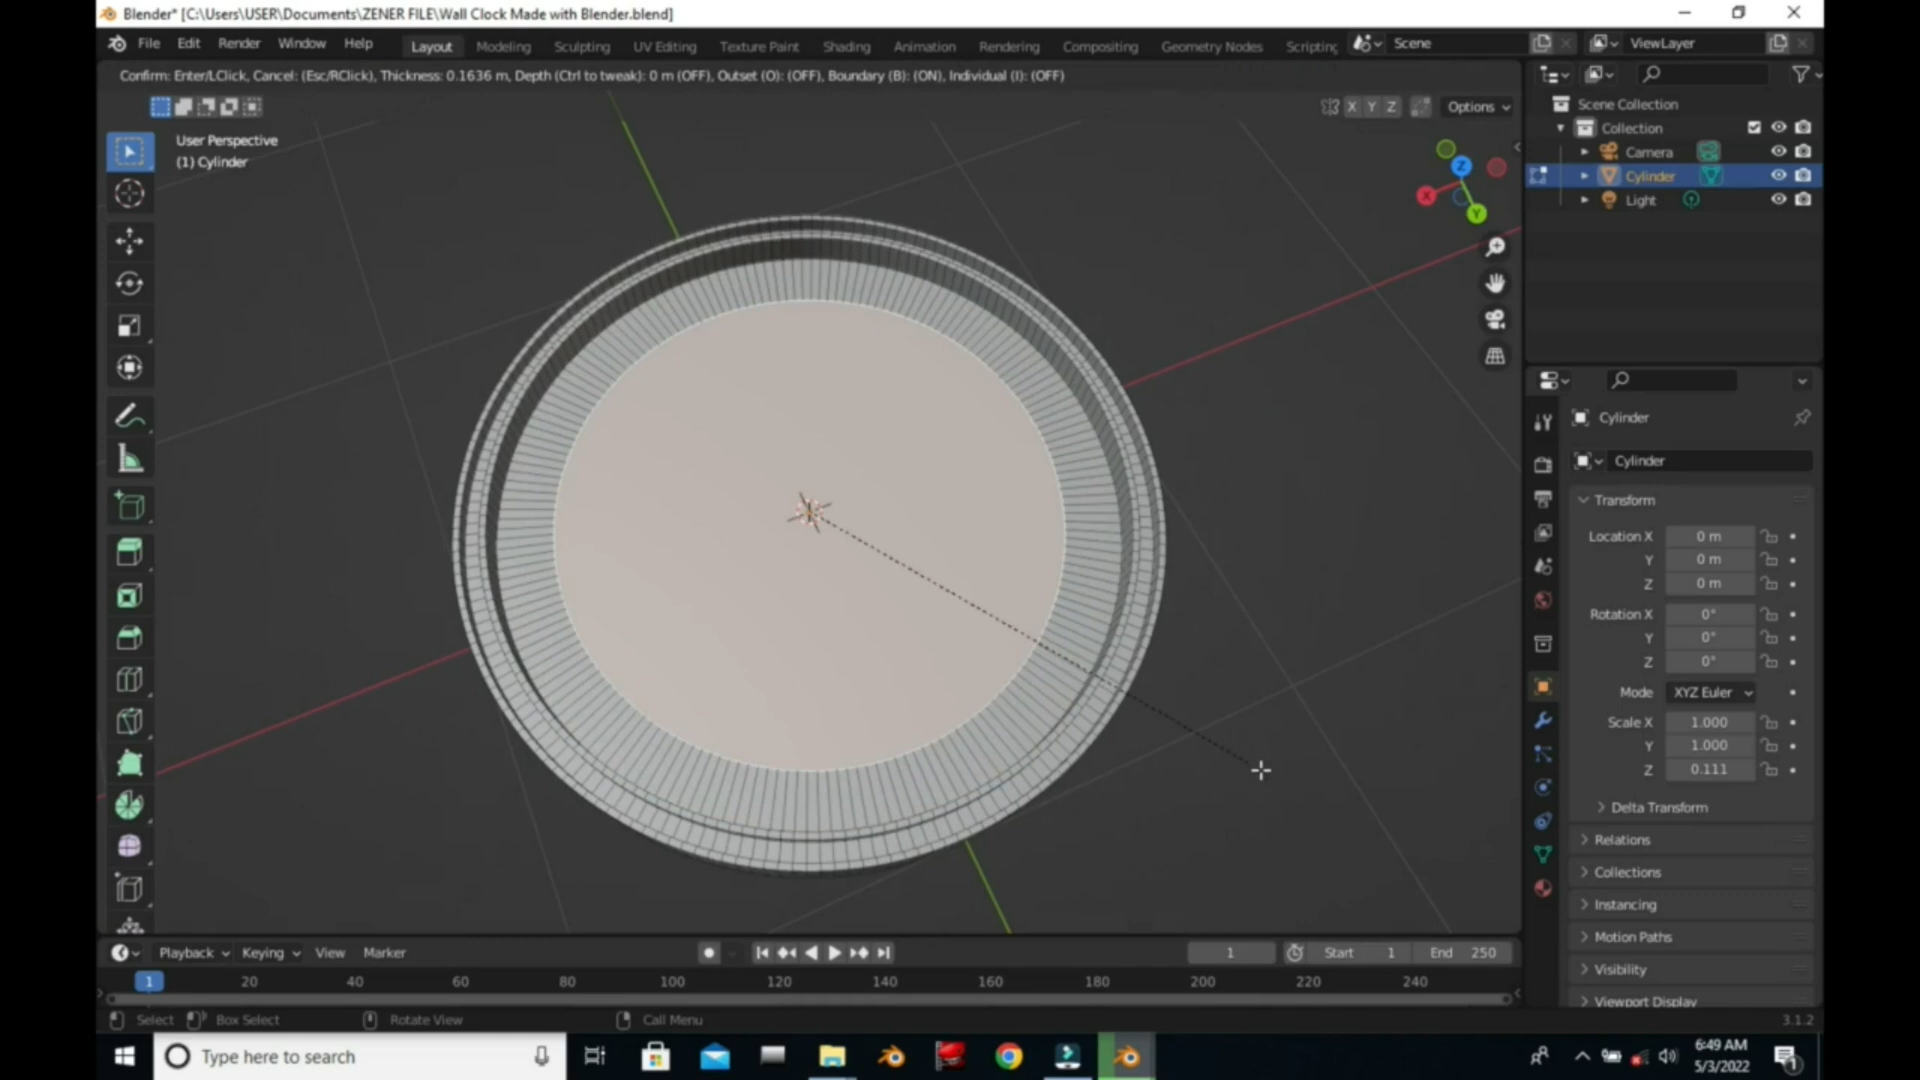 Blender* [C:\Users\USER\Documents\ZENER FILE\Wall Clock Made with Blender.blend]
File Edit Render Window Help Layout Modeling Sculpting UV Editing Texture Paint Shading Animation Rendering Compositing Geometry Nodes Scripting Scene ViewLayer
Confirm: Enter/LClick, Cancel: (Esc/RClick), Thickness: 0.1636 m, Depth (Ctrl to tweak): 0 m (OFF), Outset (O): (OFF), Boundary (B): (ON), Individual (I): (OFF)
X Y Z Options
User Perspective
(1) Cylinder
Z
X
Y
Scene Collection
Collection
Camera
Cylinder
Light
Cylinder
Cylinder
Transform
Location X 0 m
Y 0 m
Z 0 m
Rotation X 0°
Y 0°
Z 0°
Mode XYZ Euler
Scale X 1.000
Y 1.000
Z 0.111
Delta Transform
Relations
Collections
Instancing
Motion Paths
Visibility
Viewport Display
Playback Keying View Marker 1 Start 1 End 250
1 20 40 60 80 100 120 140 160 180 200 220 240
Select Box Select Rotate View Call Menu 3.1.2
Type here to search
6:49 AM
5/3/2022
1